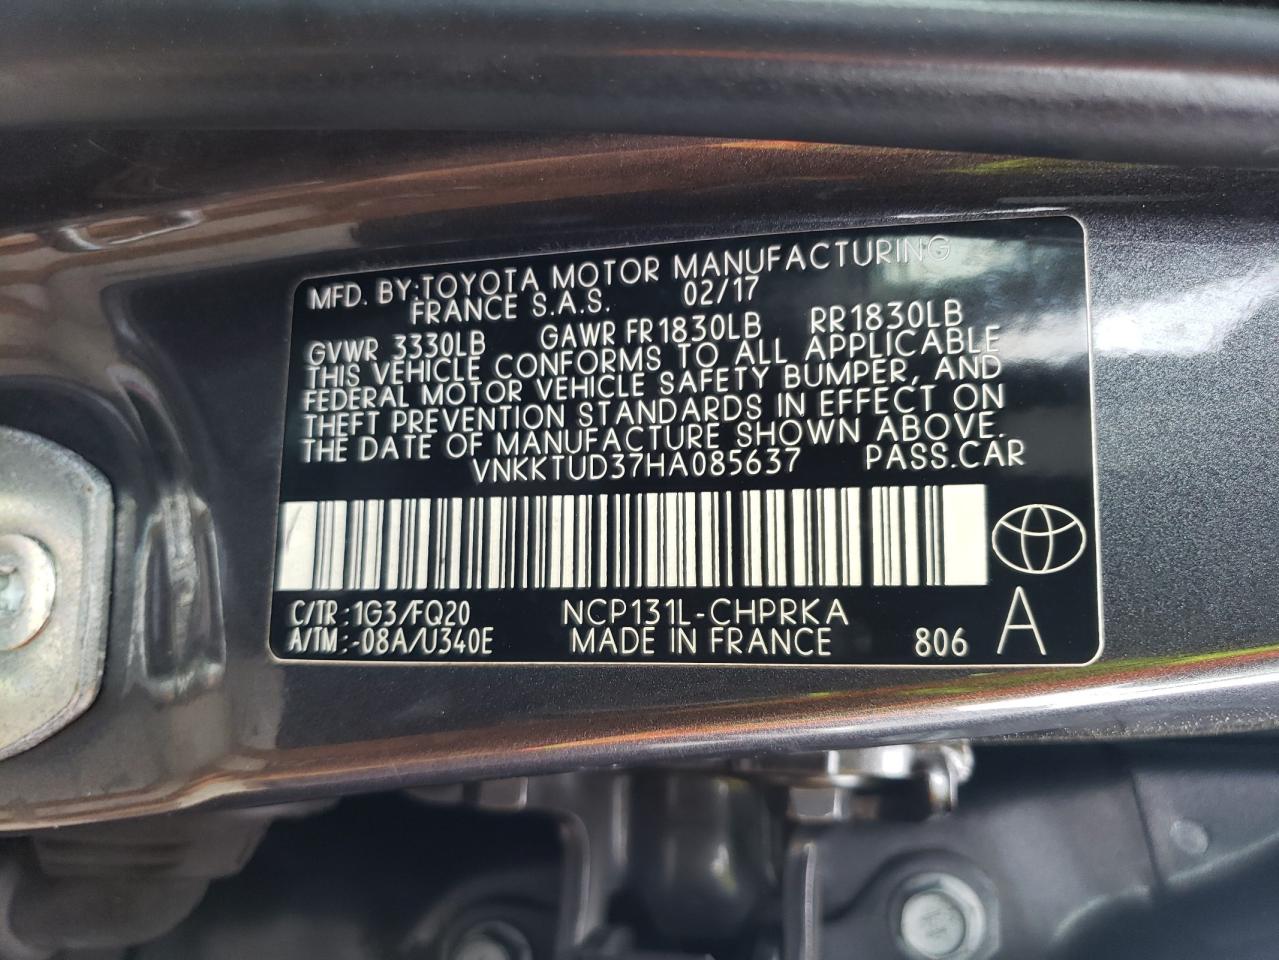 MFD. BY:TOYOTA MOTOR MANUFACTURING
FRANCE S.A.S. 02/17
GVWR 3330LB GAWR FR1830LB RR1830LB
THIS VEHICLE CONFORMS TO ALL APPLICABLE
FEDERAL MOTOR VEHICLE SAFETY BUMPER, AND
THEFT PREVENTION STANDARDS IN EFFECT ON
THE DATE OF MANUFACTURE SHOWN ABOVE.
VNKKTUD37HA085637 PASS.CAR
C/TR:1G3/FQ20 NCP131L-CHPRKA A
A/TM:-08A/U340E MADE IN FRANCE 806